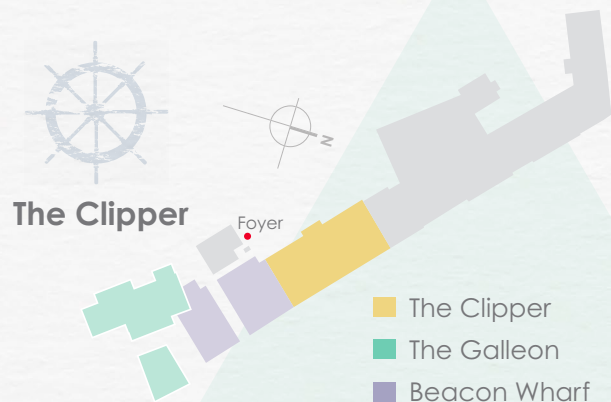 N
The Clipper
Foyer
The Clipper
The Galleon
Beacon Wharf